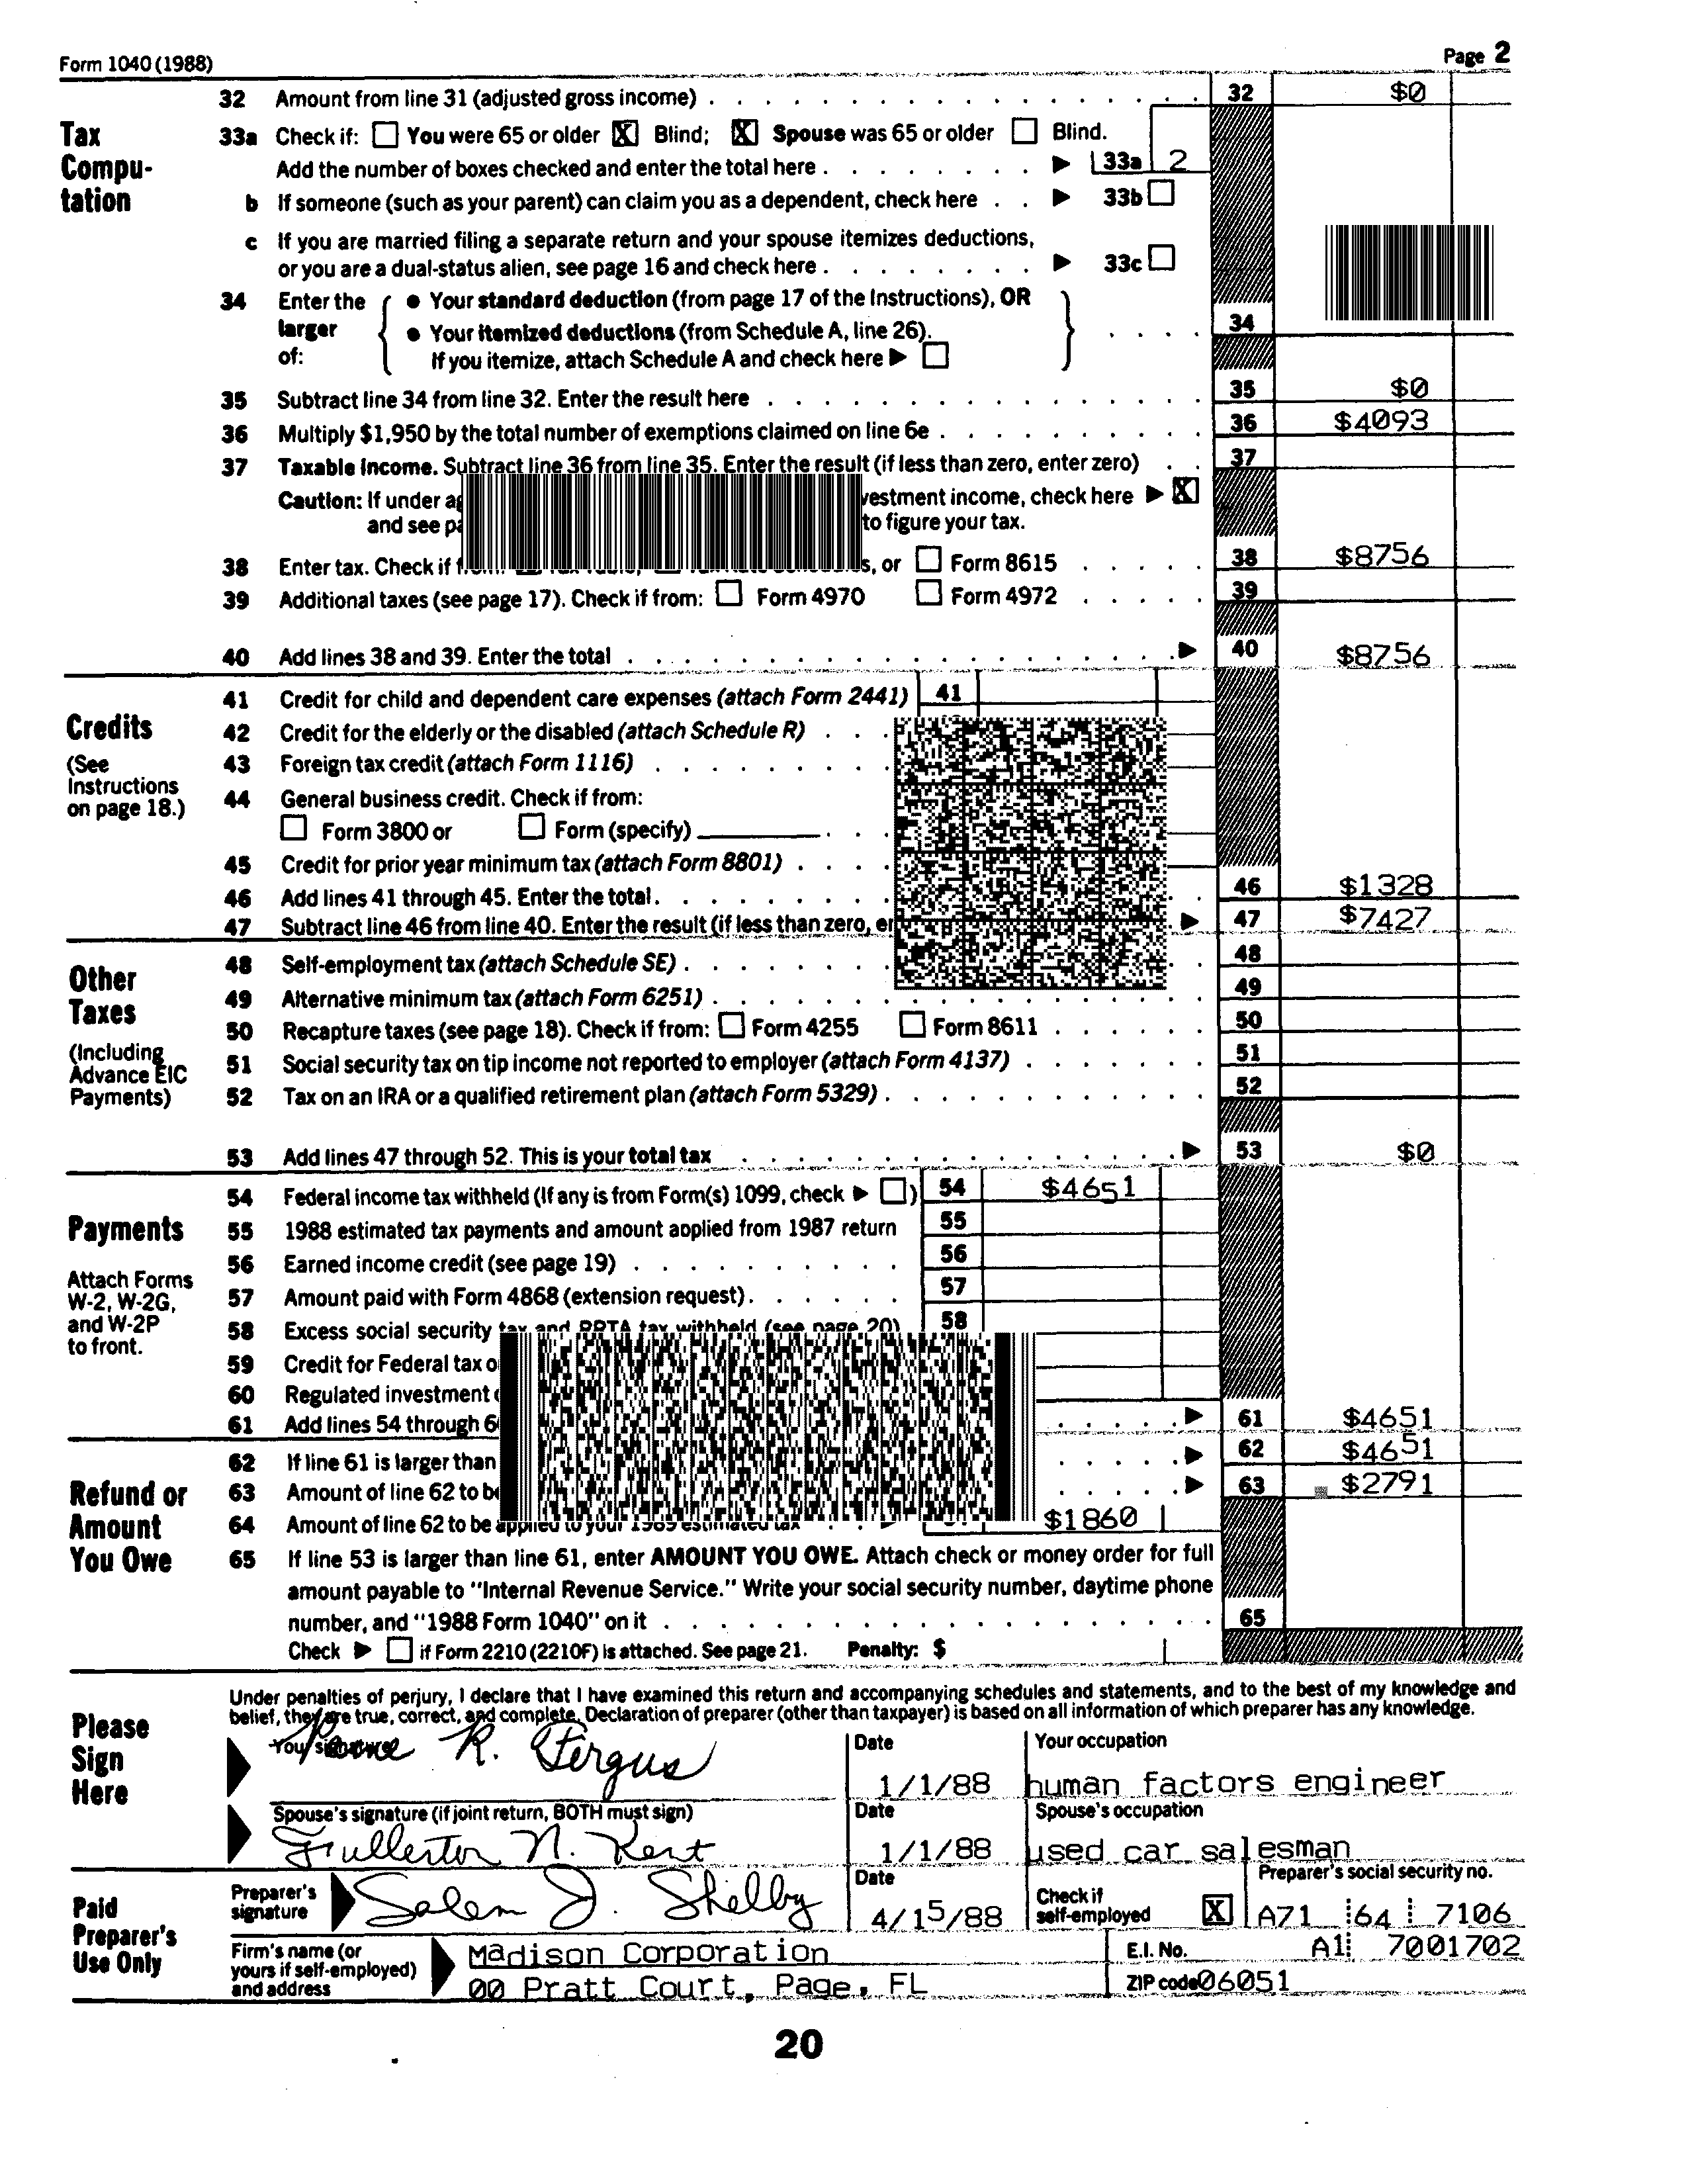 Form 1040 (1988) Page 2
Tax Compu-tation
32 Amount from line 31 (adjusted gross income) 32 $0
33a Check if: You were 65 or older X Blind; X Spouse was 65 or older Blind.
Add the number of boxes checked and enter the total here ▶ 33a 2
b If someone (such as your parent) can claim you as a dependent, check here ▶ 33b
c If you are married filing a separate return and your spouse itemizes deductions,
or you are a dual-status alien, see page 16 and check here ▶ 33c
34 Enter the larger of:
● Your standard deduction (from page 17 of the Instructions), OR
● Your itemized deductions (from Schedule A, line 26).
If you itemize, attach Schedule A and check here ▶ 34
35 Subtract line 34 from line 32. Enter the result here 35 $0
36 Multiply $1,950 by the total number of exemptions claimed on line 6e 36 $4093
37 Taxable income. Subtract line 36 from line 35. Enter the result (if less than zero, enter zero) 37
Caution: If under investment income, check here ▶ X
and see to figure your tax.
38 Enter tax. Check if or Form 8615 38 $8756
39 Additional taxes (see page 17). Check if from: Form 4970 Form 4972 39
40 Add lines 38 and 39. Enter the total ▶ 40 $8756
Credits
(See Instructions on page 18.)
41 Credit for child and dependent care expenses (attach Form 2441) 41
42 Credit for the elderly or the disabled (attach Schedule R)
43 Foreign tax credit (attach Form 1116)
44 General business credit. Check if from:
Form 3800 or Form (specify)
45 Credit for prior year minimum tax (attach Form 8801)
46 Add lines 41 through 45. Enter the total 46 $1328
47 Subtract line 46 from line 40. Enter the result (if less than zero, ▶ 47 $7427
Other Taxes
(Including Advance EIC Payments)
48 Self-employment tax (attach Schedule SE) 48
49 Alternative minimum tax (attach Form 6251) 49
50 Recapture taxes (see page 18). Check if from: Form 4255 Form 8611 50
51 Social security tax on tip income not reported to employer (attach Form 4137) 51
52 Tax on an IRA or a qualified retirement plan (attach Form 5329) 52
53 Add lines 47 through 52. This is your total tax ▶ 53 $0
Payments
Attach Forms W-2, W-2G, and W-2P to front.
54 Federal income tax withheld (If any is from Form(s) 1099, check ▶ ) 54 $4651
55 1988 estimated tax payments and amount applied from 1987 return 55
56 Earned income credit (see page 19) 56
57 Amount paid with Form 4868 (extension request) 57
58 Excess social security tax and RRTA tax withheld (see page 20) 58
59 Credit for Federal tax
60 Regulated investment
61 Add lines 54 through ▶ 61 $4651
Refund or Amount You Owe
62 If line 61 is larger than ▶ 62 $4651
63 Amount of line 62 to be ▶ 63 $2791
64 Amount of line 62 to be applied to your 1989 estimated tax ▶ $1860
65 If line 53 is larger than line 61, enter AMOUNT YOU OWE. Attach check or money order for full
amount payable to "Internal Revenue Service." Write your social security number, daytime phone
number, and "1988 Form 1040" on it 65
Check ▶ if Form 2210 (2210F) is attached. See page 21. Penalty: $
Please Sign Here
Under penalties of perjury, I declare that I have examined this return and accompanying schedules and statements, and to the best of my knowledge and
belief, they are true, correct, and complete. Declaration of preparer (other than taxpayer) is based on all information of which preparer has any knowledge.
Your signature R. Fergus Date 1/1/88 Your occupation human factors engineer
Spouse's signature (if joint return, BOTH must sign) Fullerton N. Kent Date 1/1/88 Spouse's occupation used car salesman
Paid Preparer's Use Only
Preparer's signature Salem J. Shelby Date 4/15/88 Check if self-employed X Preparer's social security no. A71 64 7106
Firm's name (or yours if self-employed) and address Madison Corporation E.I. No. A1 7001702
00 Pratt Court, Page, FL ZIP code 06051
20